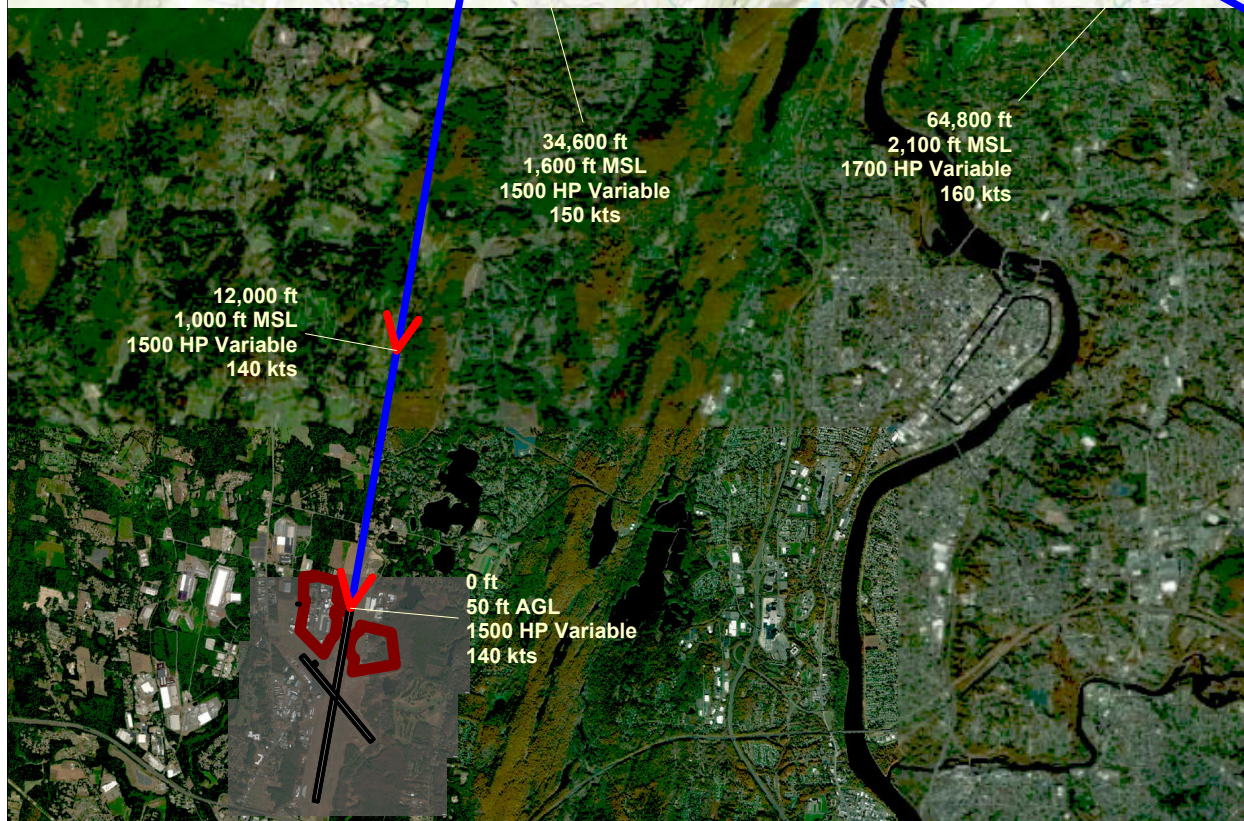 64,800 ft
2,100 ft MSL
1700 HP Variable
160 kts
34,600 ft
1,600 ft MSL
1500 HP Variable
150 kts
12,000 ft
1,000 ft MSL
1500 HP Variable
140 kts
0 ft
50 ft AGL
1500 HP Variable
140 kts